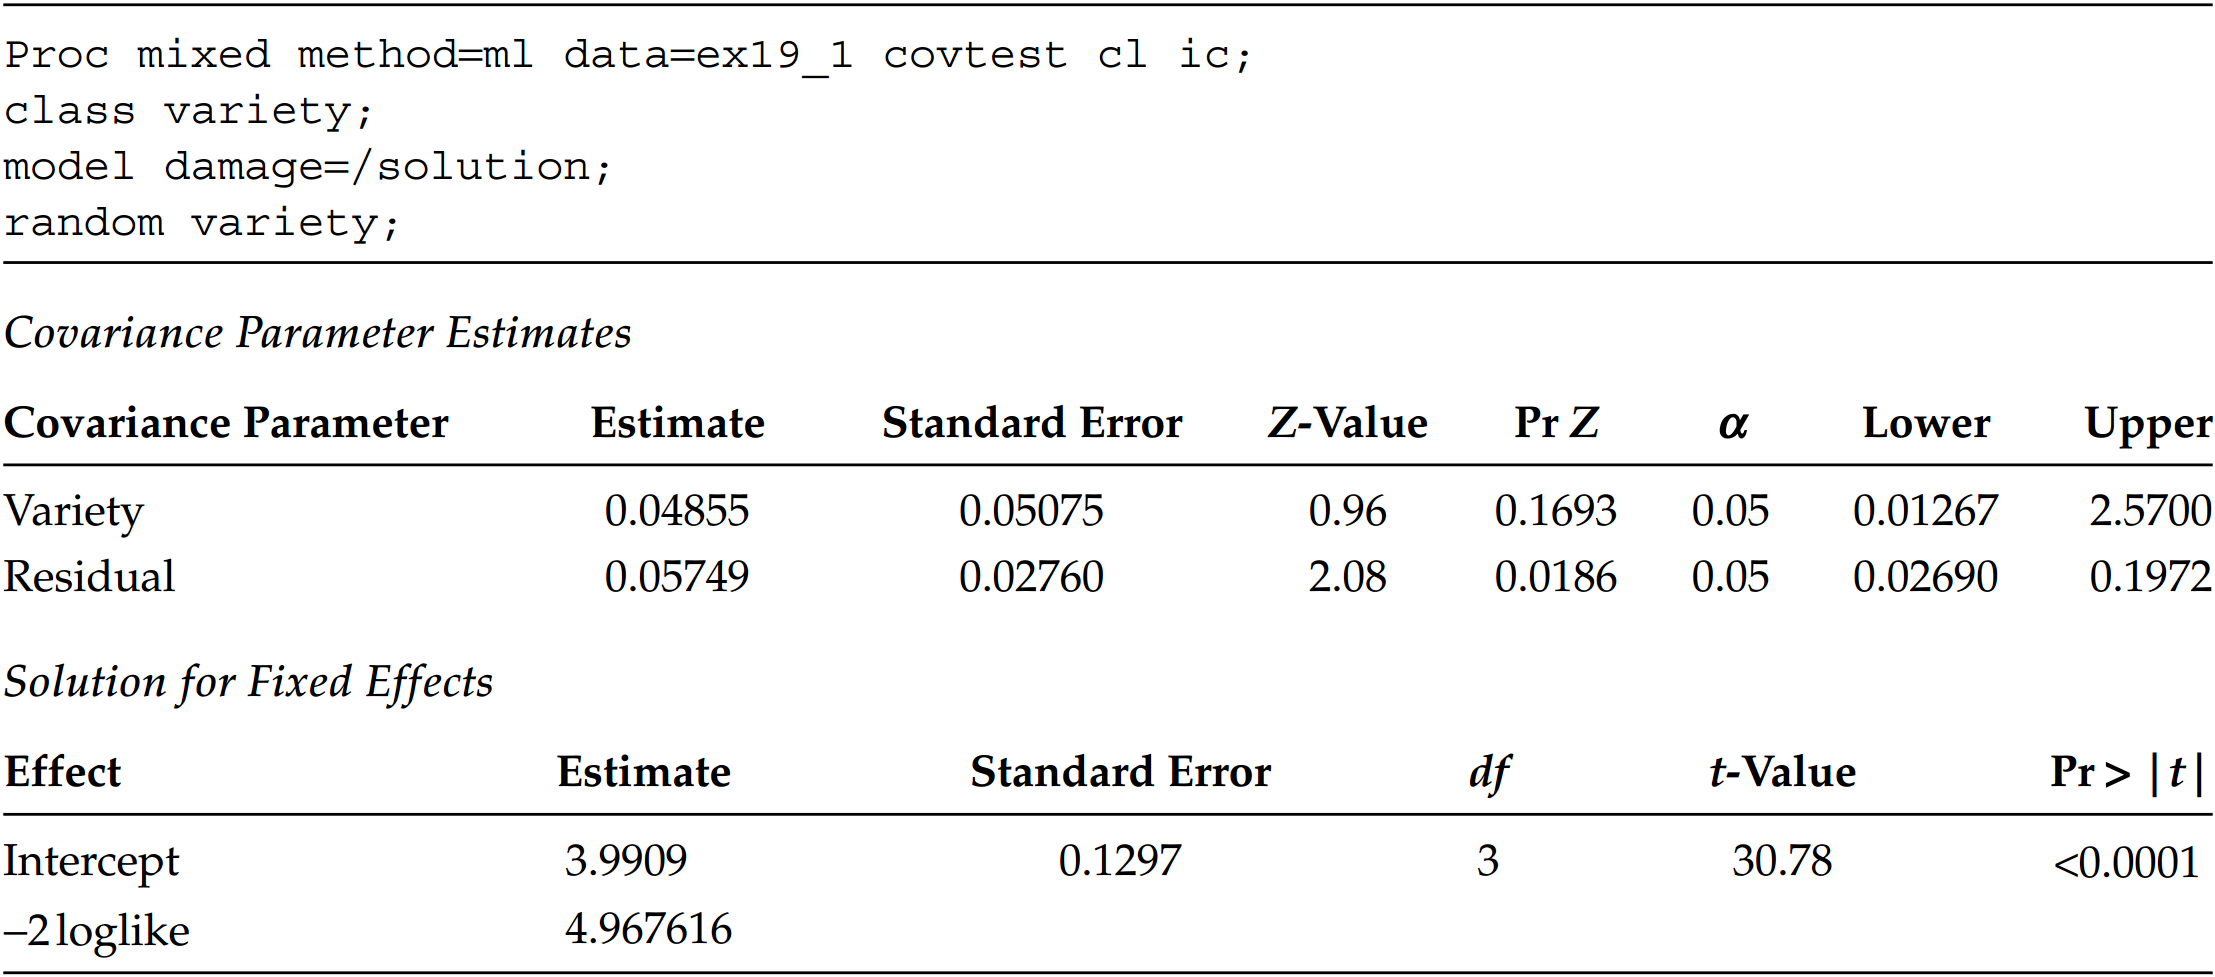 Proc mixed method=ml data=ex19_1 covtest cl ic;
class variety;
model damage=/solution;
random variety;
Covariance Parameter Estimates
Covariance Parameter Estimate Standard Error Z-Value Pr Z α Lower Upper
Variety 0.04855 0.05075 0.96 0.1693 0.05 0.01267 2.5700
Residual 0.05749 0.02760 2.08 0.0186 0.05 0.02690 0.1972
Solution for Fixed Effects
Effect Estimate Standard Error df t-Value Pr > |t|
Intercept 3.9909 0.1297 3 30.78 <0.0001
−2 loglike 4.967616